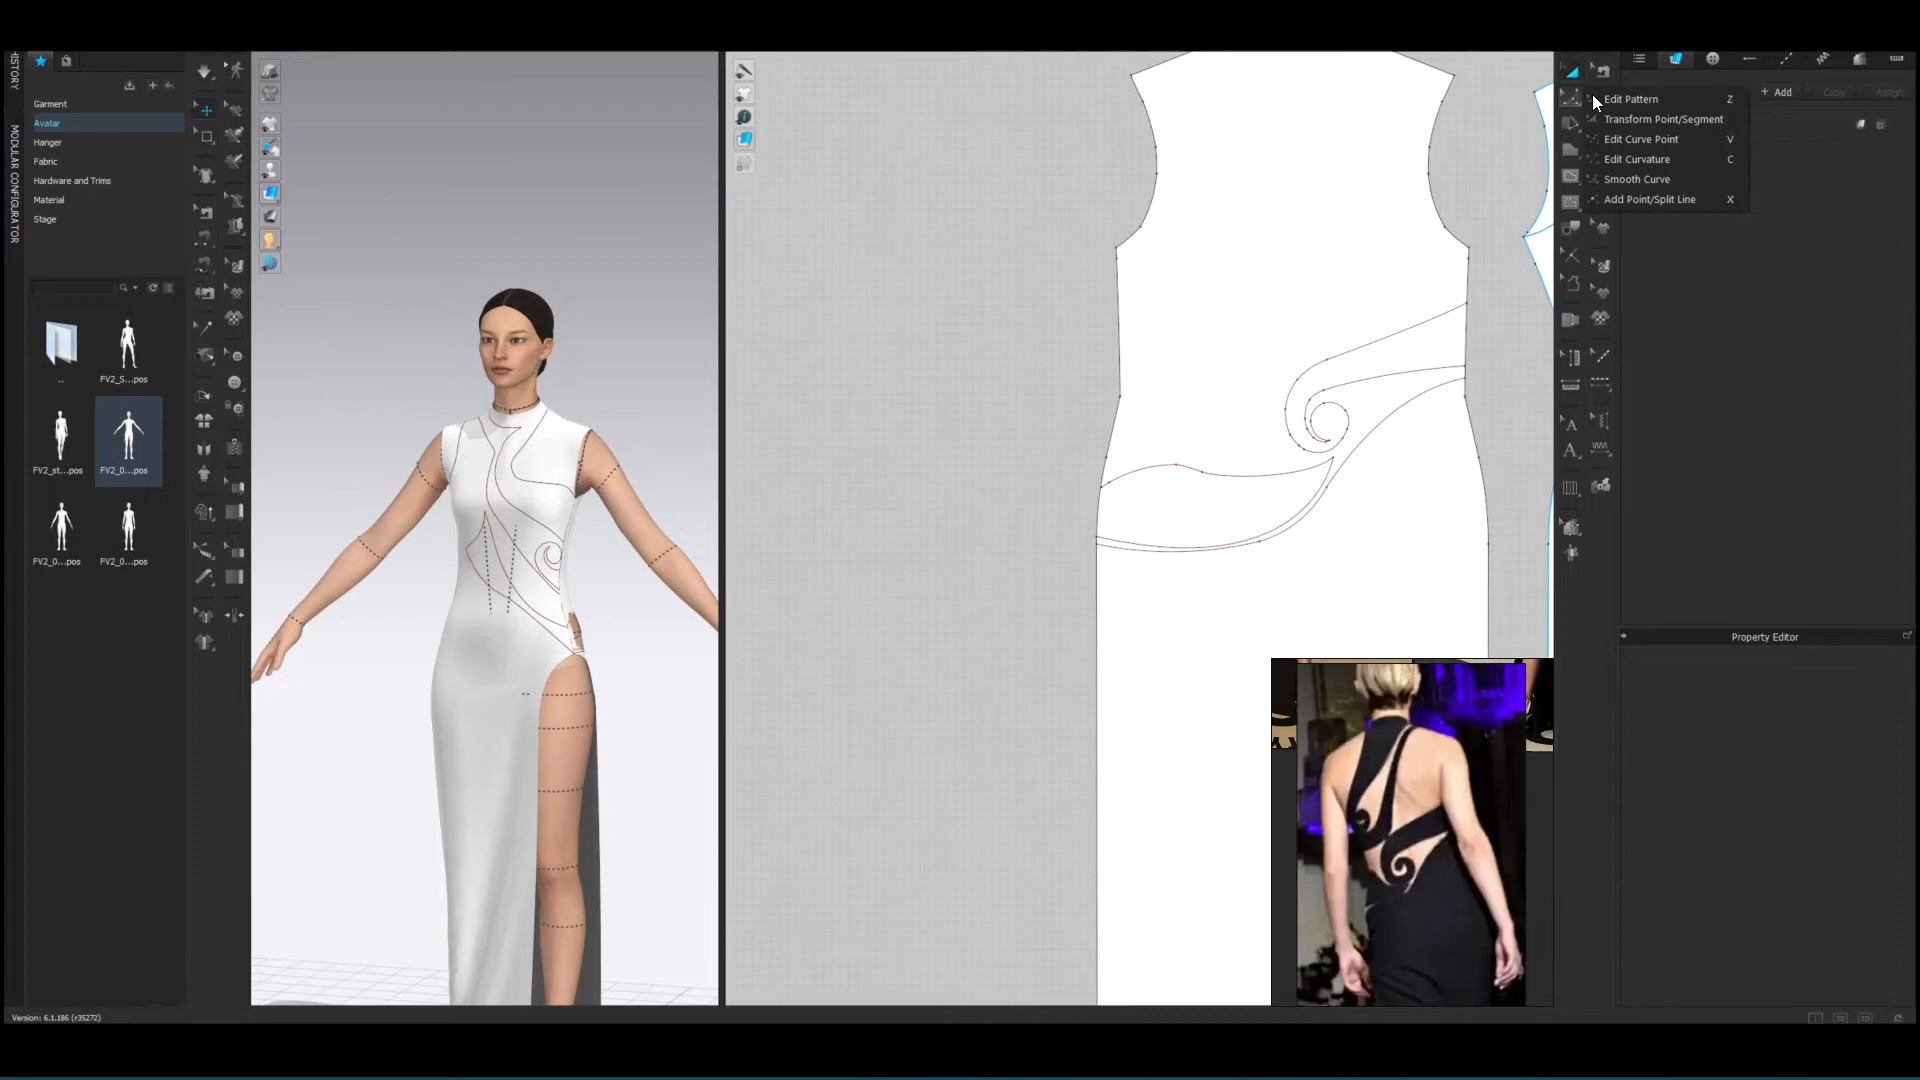 HISTORY
MODULAR CONFIGURATOR
Garment
Avatar
Hanger
Fabric
Hardware and Trims
Material
Stage
FV2_S...pos
FV2_st...pos
FV2_0...pos
FV2_0...pos
FV2_0...pos
Edit Pattern Z
Transform Point/Segment
Edit Curve Point V
Edit Curvature C
Smooth Curve
Add Point/Split Line X
+ Add
Copy
Assign
Property Editor
Version: 6.1.186 (r35272)
3D
2D